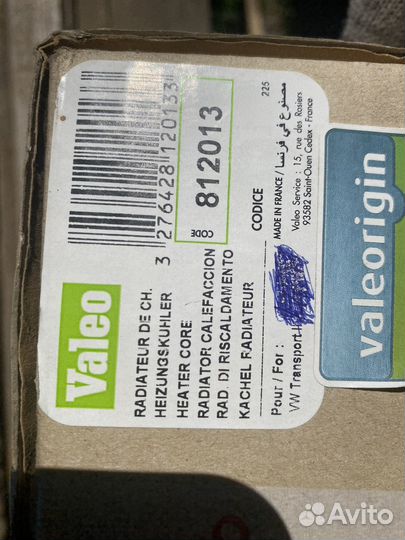 Valeo
3 276428 120133
225
CODE
812013
RADIATEUR DE CH.
HEIZUNGSKUHLER
HEATER CORE
RADIATOR CALEFACCION
RAD. DI RISCALDAMENTO
KACHEL RADIATEUR
CODICE
MADE IN FRANCE / مصنوع في فرنسا
Valeo Service : 15, rue des Rosiers
93582 Saint-Ouen Cedex - France
Pour / For :
VW Transport
valeorigin
Avito